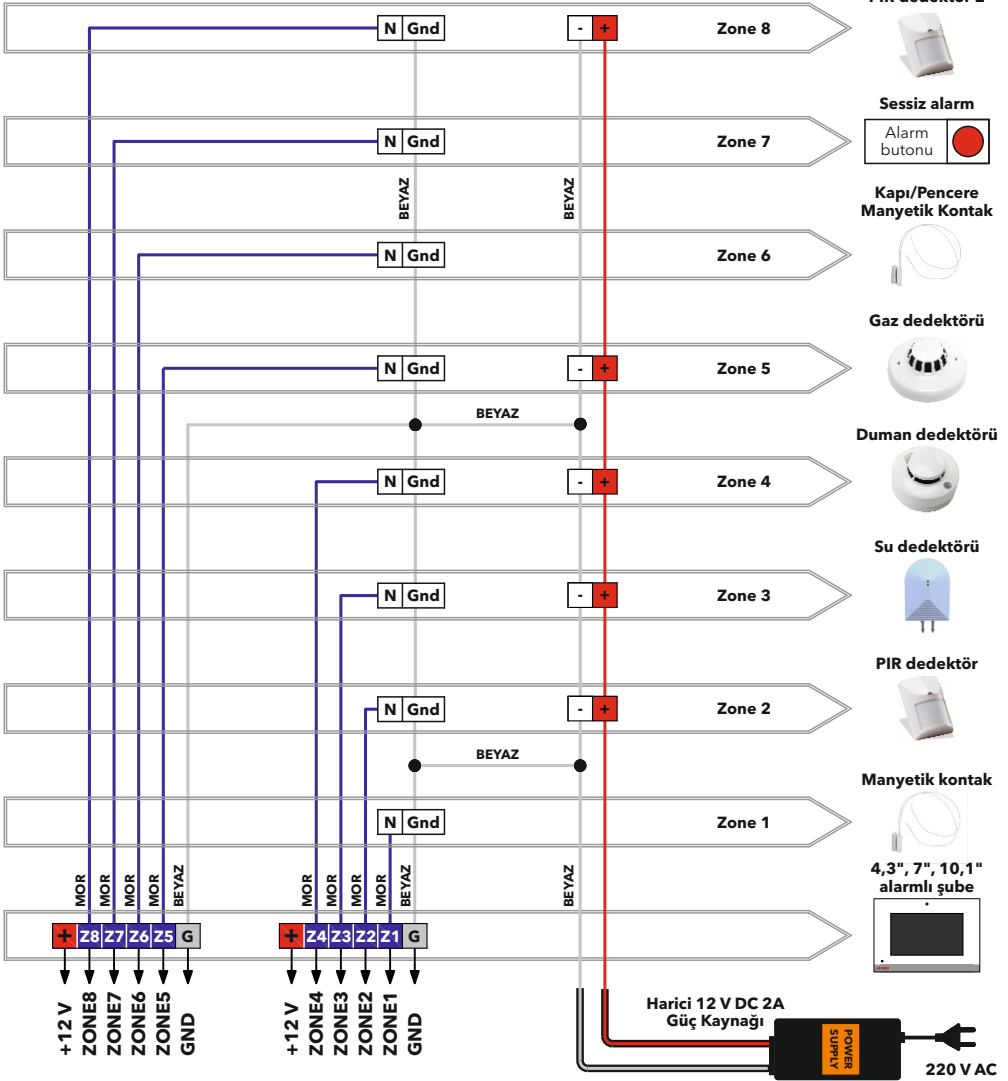 PIR dedektör 2
N Gnd - + Zone 8
Sessiz alarm
Alarm
butonu
N Gnd Zone 7
BEYAZ BEYAZ
Kapı/Pencere
Manyetik Kontak
N Gnd Zone 6
Gaz dedektörü
N Gnd - + Zone 5
BEYAZ
Duman dedektörü
N Gnd - + Zone 4
Su dedektörü
N Gnd - + Zone 3
PIR dedektör
N Gnd - + Zone 2
BEYAZ
Manyetik kontak
N Gnd Zone 1
4,3", 7", 10,1"
alarmlı şube
MOR MOR MOR MOR BEYAZ MOR MOR MOR MOR BEYAZ BEYAZ
+ Z8 Z7 Z6 Z5 G + Z4 Z3 Z2 Z1 G
+12 V ZONE8 ZONE7 ZONE6 ZONE5 GND +12 V ZONE4 ZONE3 ZONE2 ZONE1 GND
Harici 12 V DC 2A
Güç Kaynağı
POWER
SUPPLY
220 V AC